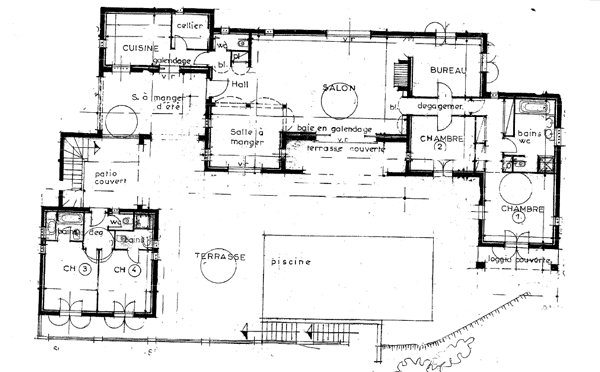 cellier
CUISINE
wc
galendage
v.r
v.r
bl.
BUREAU
Hall
SALON
S. à manger
d'été
bl.
degagemer
baie en galendage
v.r
Salle à
manger
terrasse couverte
CHAMBRE
2
bains
wc
v.r
patio
couvert
CHAMBRE
1
wc
bains
deg
bains
TERRASSE
piscine
loggia couverte
CH 3
CH 4